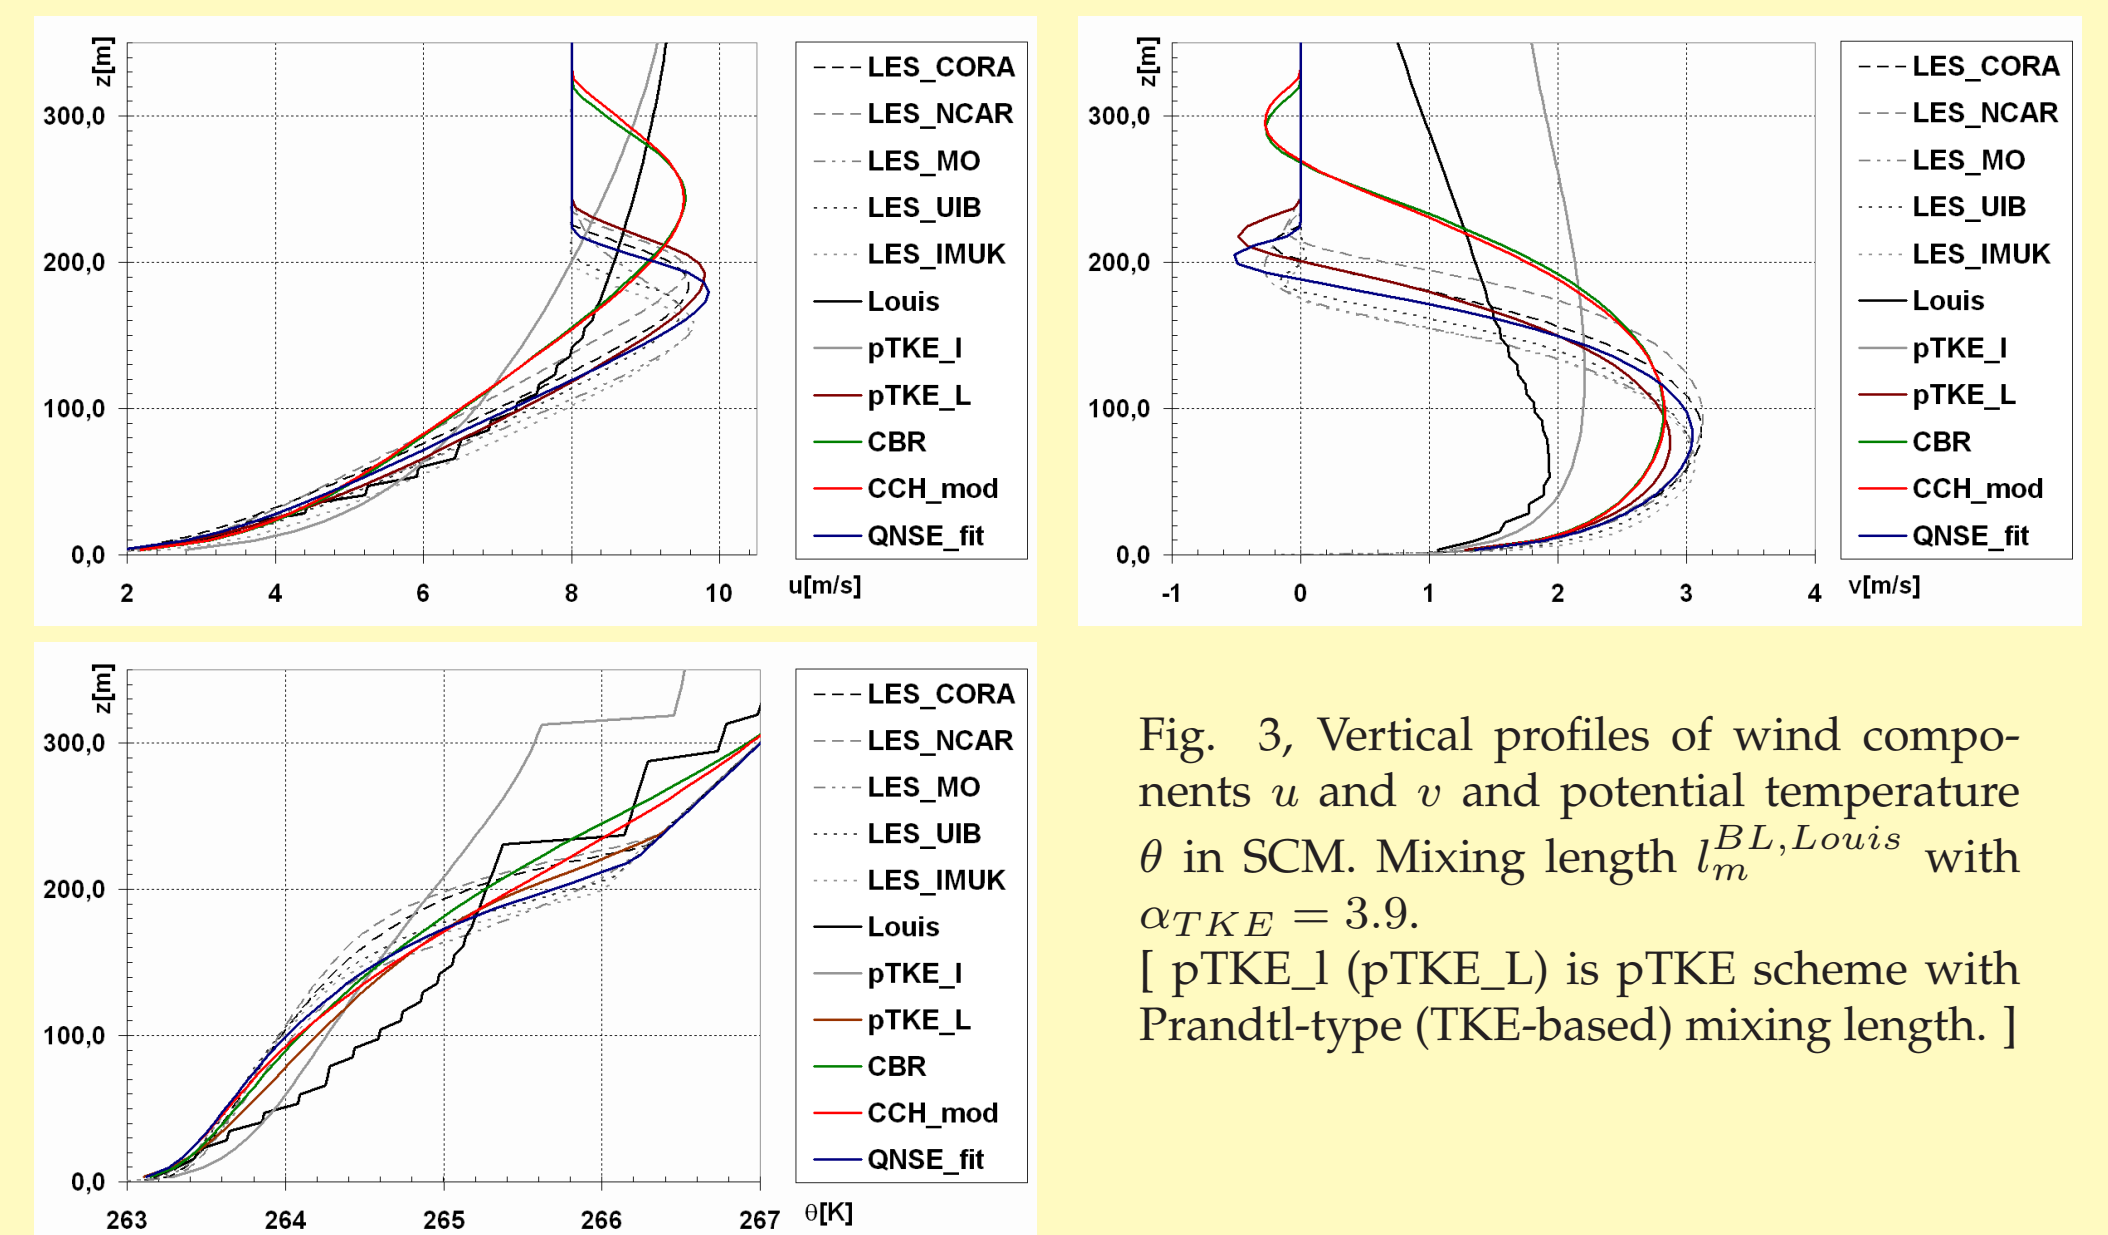 z[m]
300,0
200,0
100,0
0,0
2 4 6 8 10
u[m/s]
LES_CORA
LES_NCAR
LES_MO
LES_UIB
LES_IMUK
Louis
pTKE_l
pTKE_L
CBR
CCH_mod
QNSE_fit
z[m]
300,0
200,0
100,0
0,0
-1 0 1 2 3 4
v[m/s]
LES_CORA
LES_NCAR
LES_MO
LES_UIB
LES_IMUK
Louis
pTKE_l
pTKE_L
CBR
CCH_mod
QNSE_fit
z[m]
300,0
200,0
100,0
0,0
263 264 265 266 267
θ[K]
LES_CORA
LES_NCAR
LES_MO
LES_UIB
LES_IMUK
Louis
pTKE_l
pTKE_L
CBR
CCH_mod
QNSE_fit
Fig. 3, Vertical profiles of wind compo-
nents u and v and potential temperature
θ in SCM. Mixing length l_m^{BL,Louis} with
α_{TKE} = 3.9.
[ pTKE_l (pTKE_L) is pTKE scheme with
Prandtl-type (TKE-based) mixing length. ]